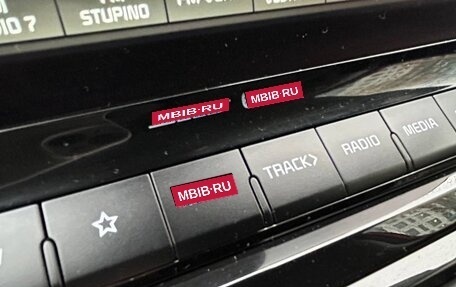 STUPINO
MBIB·RU MBIB·RU
MBIB·RU TRACK> RADIO MEDIA